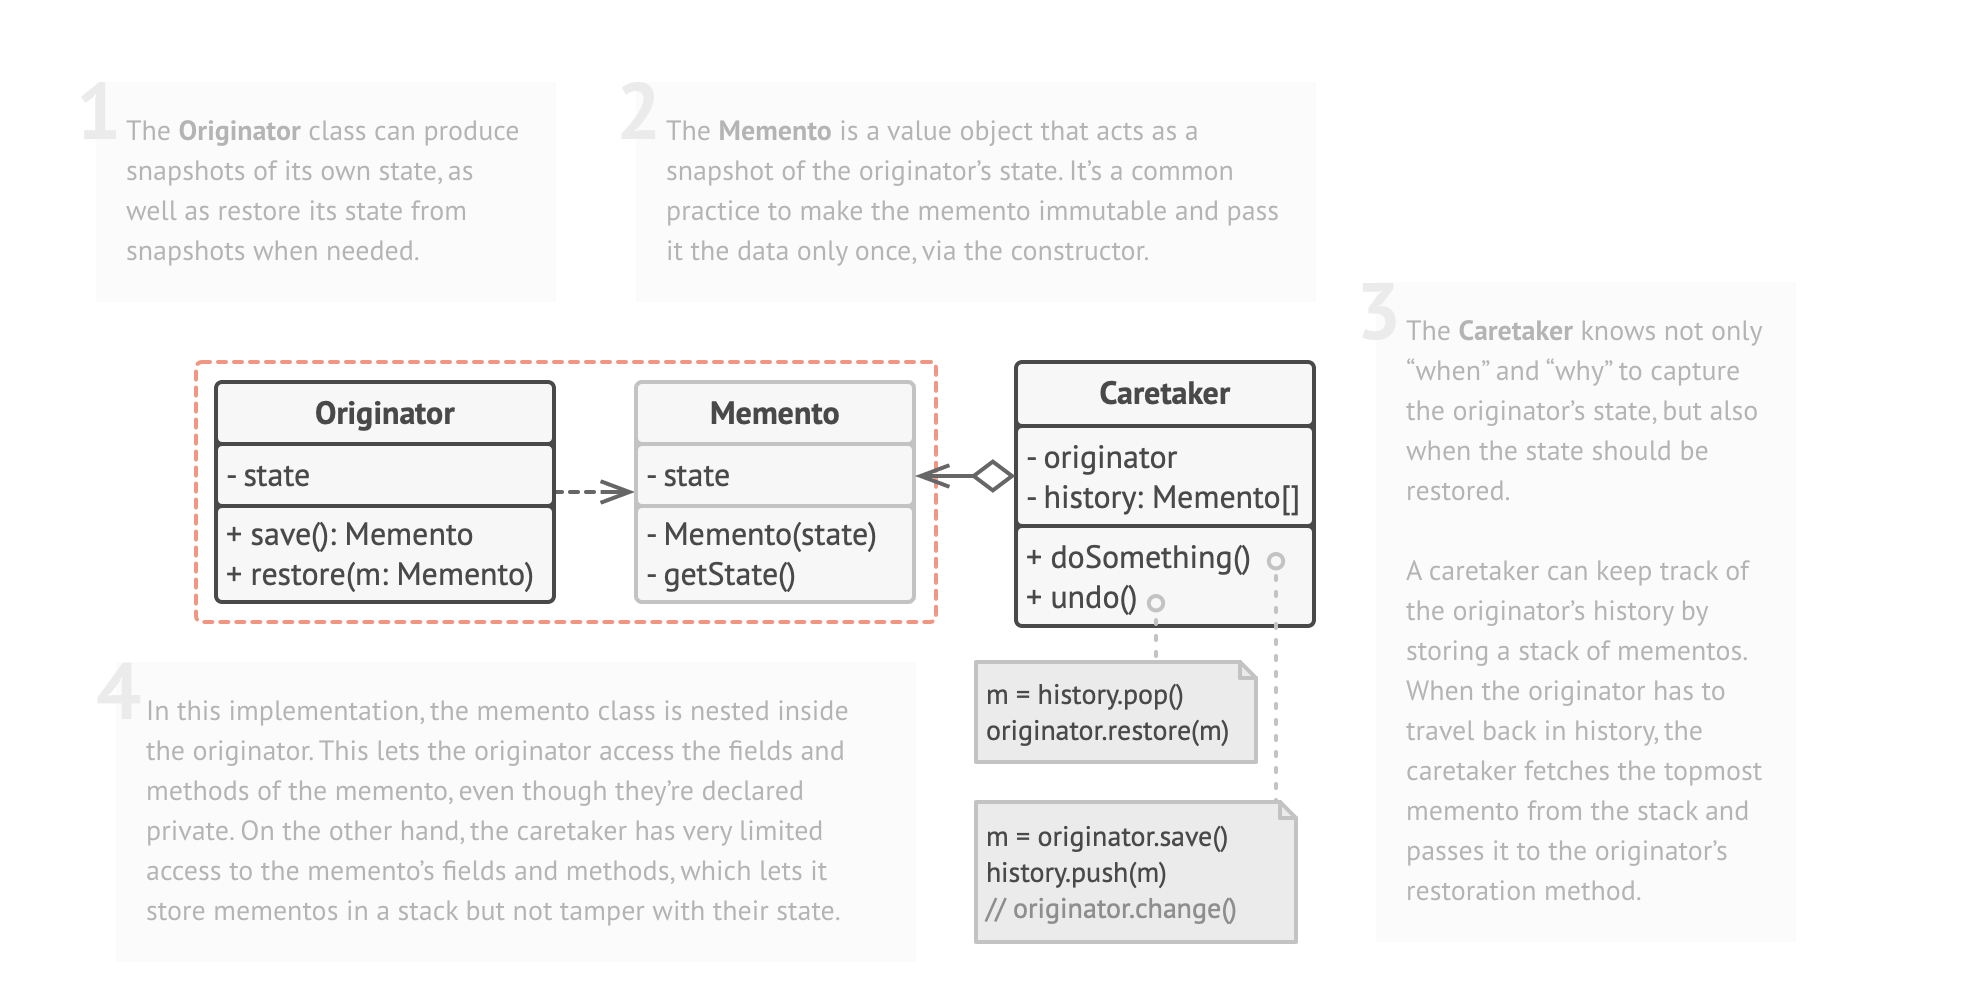 1
The Originator class can produce
snapshots of its own state, as
well as restore its state from
snapshots when needed.
2
The Memento is a value object that acts as a
snapshot of the originator’s state. It’s a common
practice to make the memento immutable and pass
it the data only once, via the constructor.
3
The Caretaker knows not only
“when” and “why” to capture
the originator’s state, but also
when the state should be
restored.
A caretaker can keep track of
the originator’s history by
storing a stack of mementos.
When the originator has to
travel back in history, the
caretaker fetches the topmost
memento from the stack and
passes it to the originator’s
restoration method.
Originator
- state
+ save(): Memento
+ restore(m: Memento)
Memento
- state
- Memento(state)
- getState()
Caretaker
- originator
- history: Memento[]
+ doSomething()
+ undo()
m = history.pop()
originator.restore(m)
m = originator.save()
history.push(m)
// originator.change()
4
In this implementation, the memento class is nested inside
the originator. This lets the originator access the fields and
methods of the memento, even though they’re declared
private. On the other hand, the caretaker has very limited
access to the memento’s fields and methods, which lets it
store mementos in a stack but not tamper with their state.